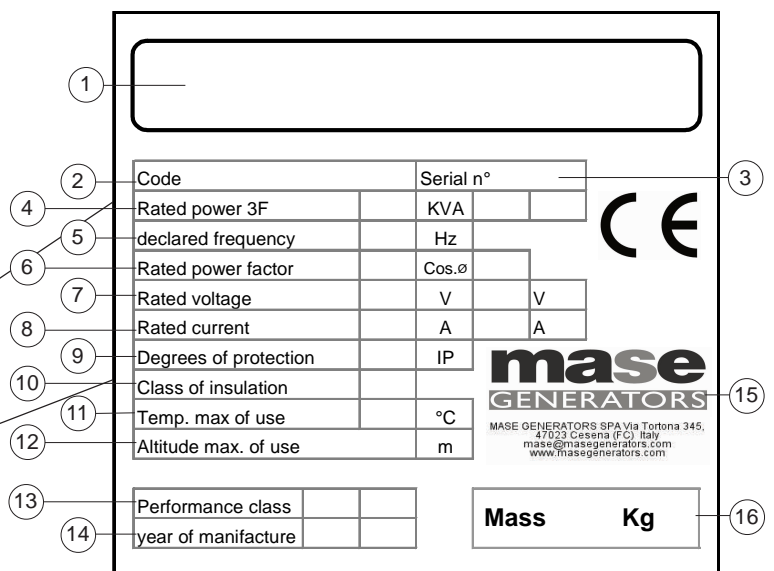 1
2 Code Serial n° 3
4 Rated power 3F KVA
5 declared frequency Hz
6 Rated power factor Cos.ø
7 Rated voltage V V
8 Rated current A A
9 Degrees of protection IP
10 Class of insulation
11 Temp. max of use °C
12 Altitude max. of use m
CE
mase
GENERATORS 15
MASE GENERATORS SPA Via Tortona 345,
47023 Cesena (FC) Italy
mase@masegenerators.com
www.masegenerators.com
13 Performance class
14 year of manifacture
Mass Kg 16